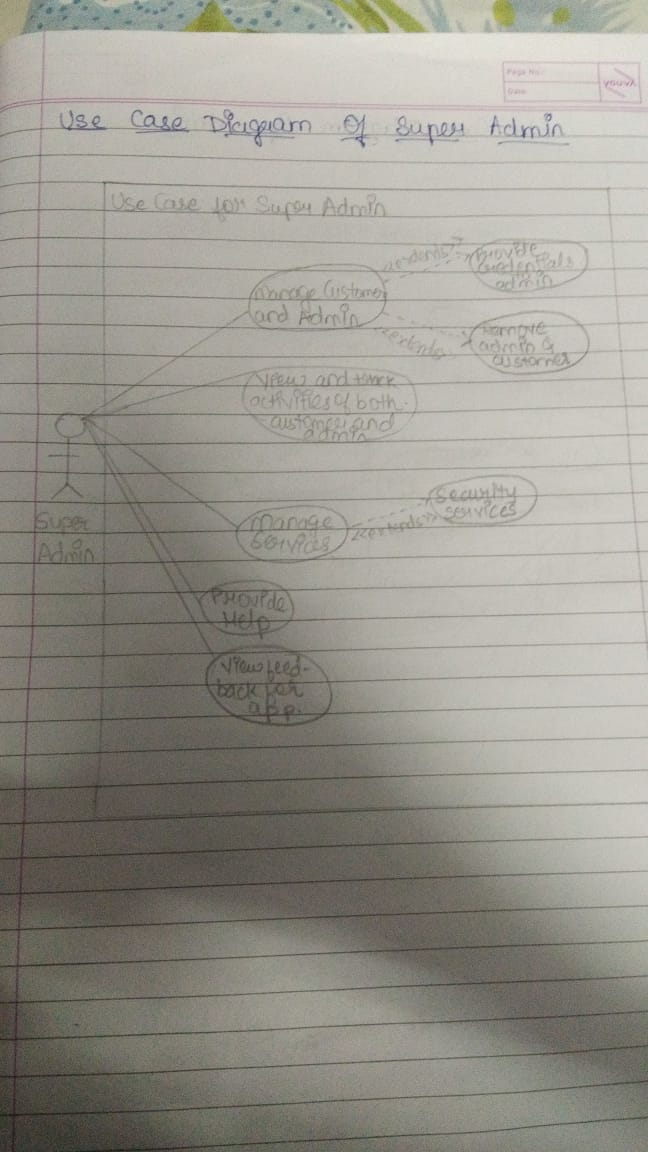 Page No.:
Date:
YOUVA
Use Case Diagram Of Super Admin
Use Case for Super Admin
Manage Customer
and Admin
<<extends>>
Provide
Credentials
admin
<<extends>>
Remove
admin &
customer
View and track
activities of both
customer and
admin
Manage
Services
<<extends>>
Security
services
Super
Admin
Provide
Help
View feed-
back for
app.